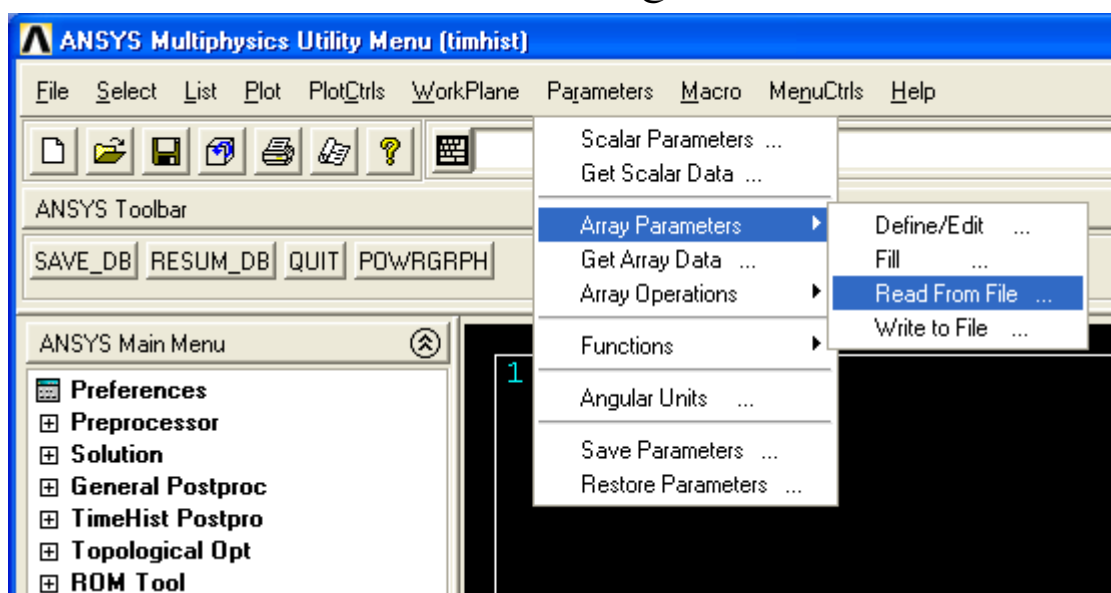 ANSYS Multiphysics Utility Menu (timhist)
File Select List Plot PlotCtrls WorkPlane Parameters Macro MenuCtrls Help
Scalar Parameters ...
Get Scalar Data ...
ANSYS Toolbar
Array Parameters
Define/Edit ...
SAVE_DB RESUM_DB QUIT POWRGRPH
Get Array Data ...
Fill ...
Array Operations
Read From File ...
Write to File ...
ANSYS Main Menu
Functions
1
Preferences
Angular Units ...
Preprocessor
Solution
Save Parameters ...
General Postproc
Restore Parameters ...
TimeHist Postpro
Topological Opt
ROM Tool